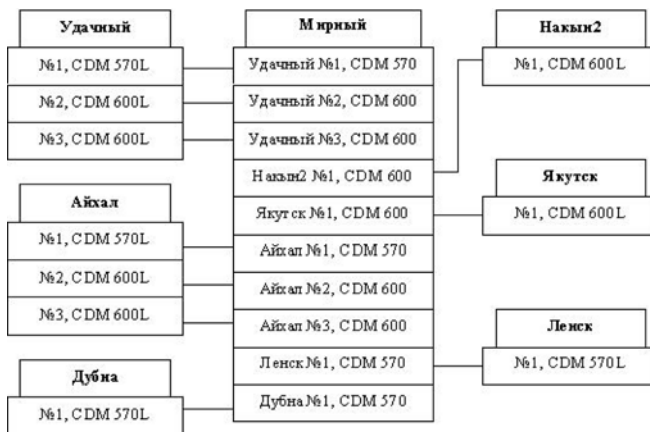 Удачный
№1, CDM 570L
№2, CDM 600L
№3, CDM 600L
Айхал
№1, CDM 570L
№2, CDM 600L
№3, CDM 600L
Дубна
№1, CDM 570L
Мирный
Удачный №1, CDM 570
Удачный №2, CDM 600
Удачный №3, CDM 600
Накын2 №1, CDM 600
Якутск №1, CDM 600
Айхал №1, CDM 570
Айхал №2, CDM 600
Айхал №3, CDM 600
Ленск №1, CDM 570
Дубна №1, CDM 570
Накын2
№1, CDM 600L
Якутск
№1, CDM 600L
Ленск
№1, CDM 570L